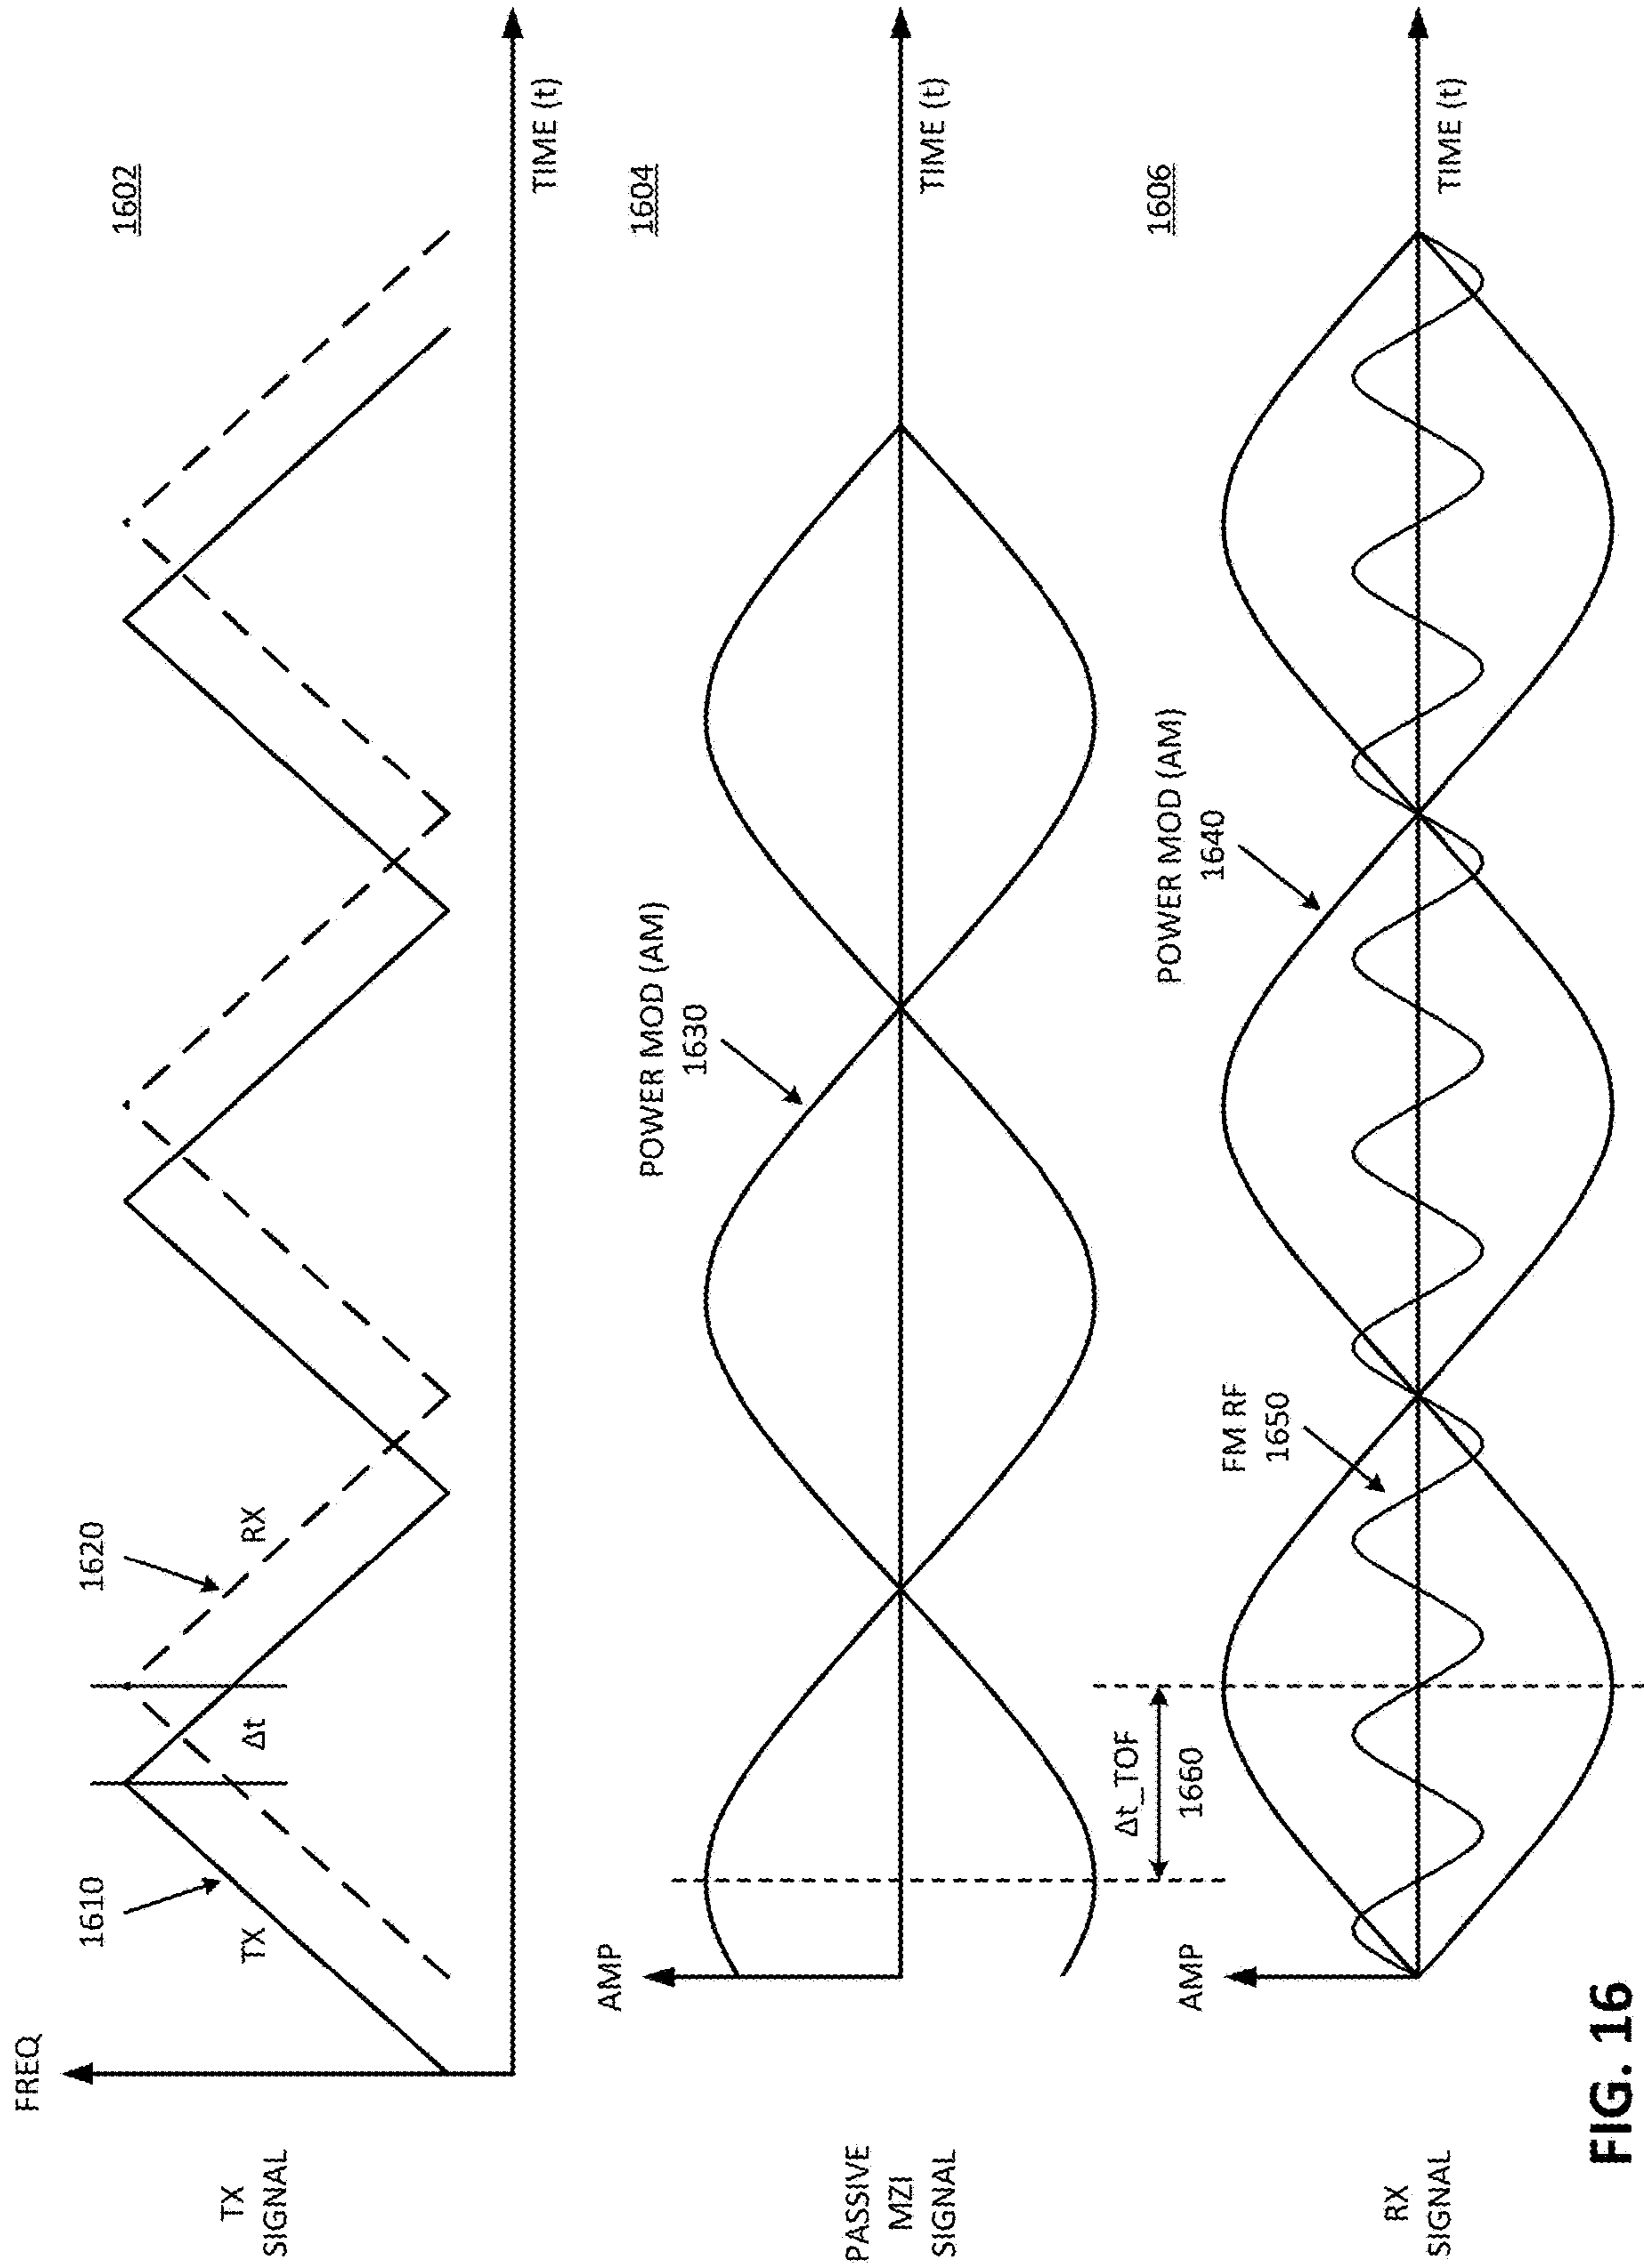 FREQ
TX
SIGNAL
1602
1610
TX
Δt
1620
RX
TIME (t)
AMP
PASSIVE
MZI
SIGNAL
1604
POWER MOD (AM)
1630
TIME (t)
AMP
RX
SIGNAL
1606
Δt_TOF
1660
FM RF
1650
POWER MOD (AM)
1640
TIME (t)
FIG. 16